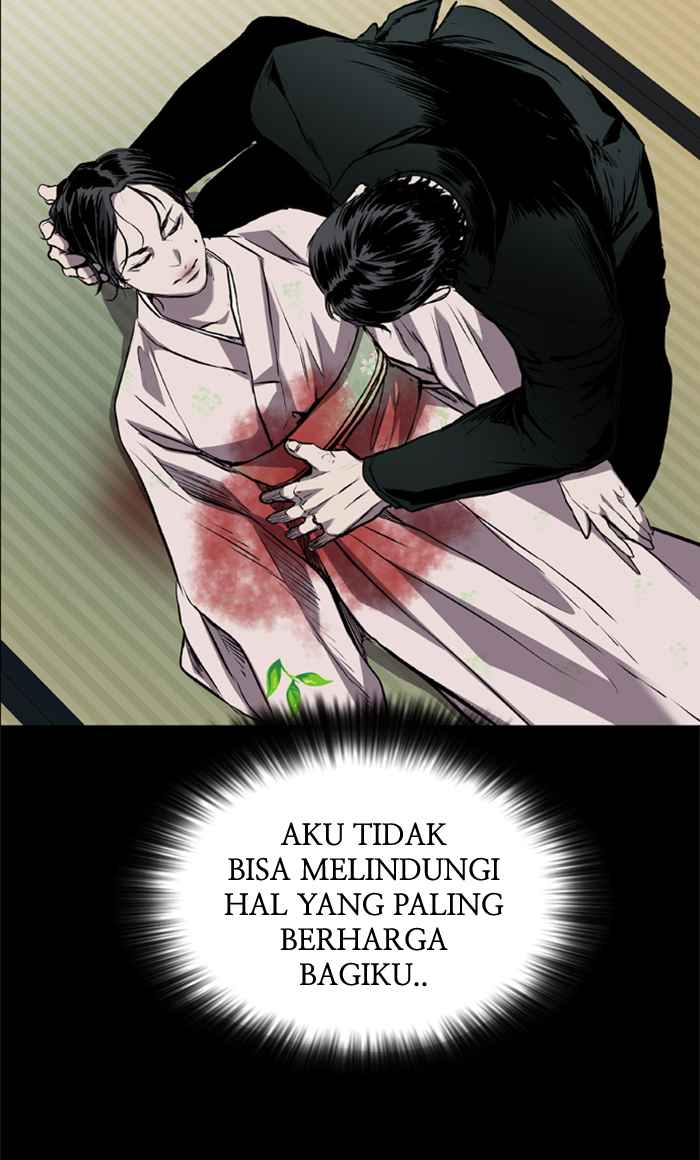 AKU TIDAK
BISA MELINDUNGI
HAL YANG PALING
BERHARGA
BAGIKU..